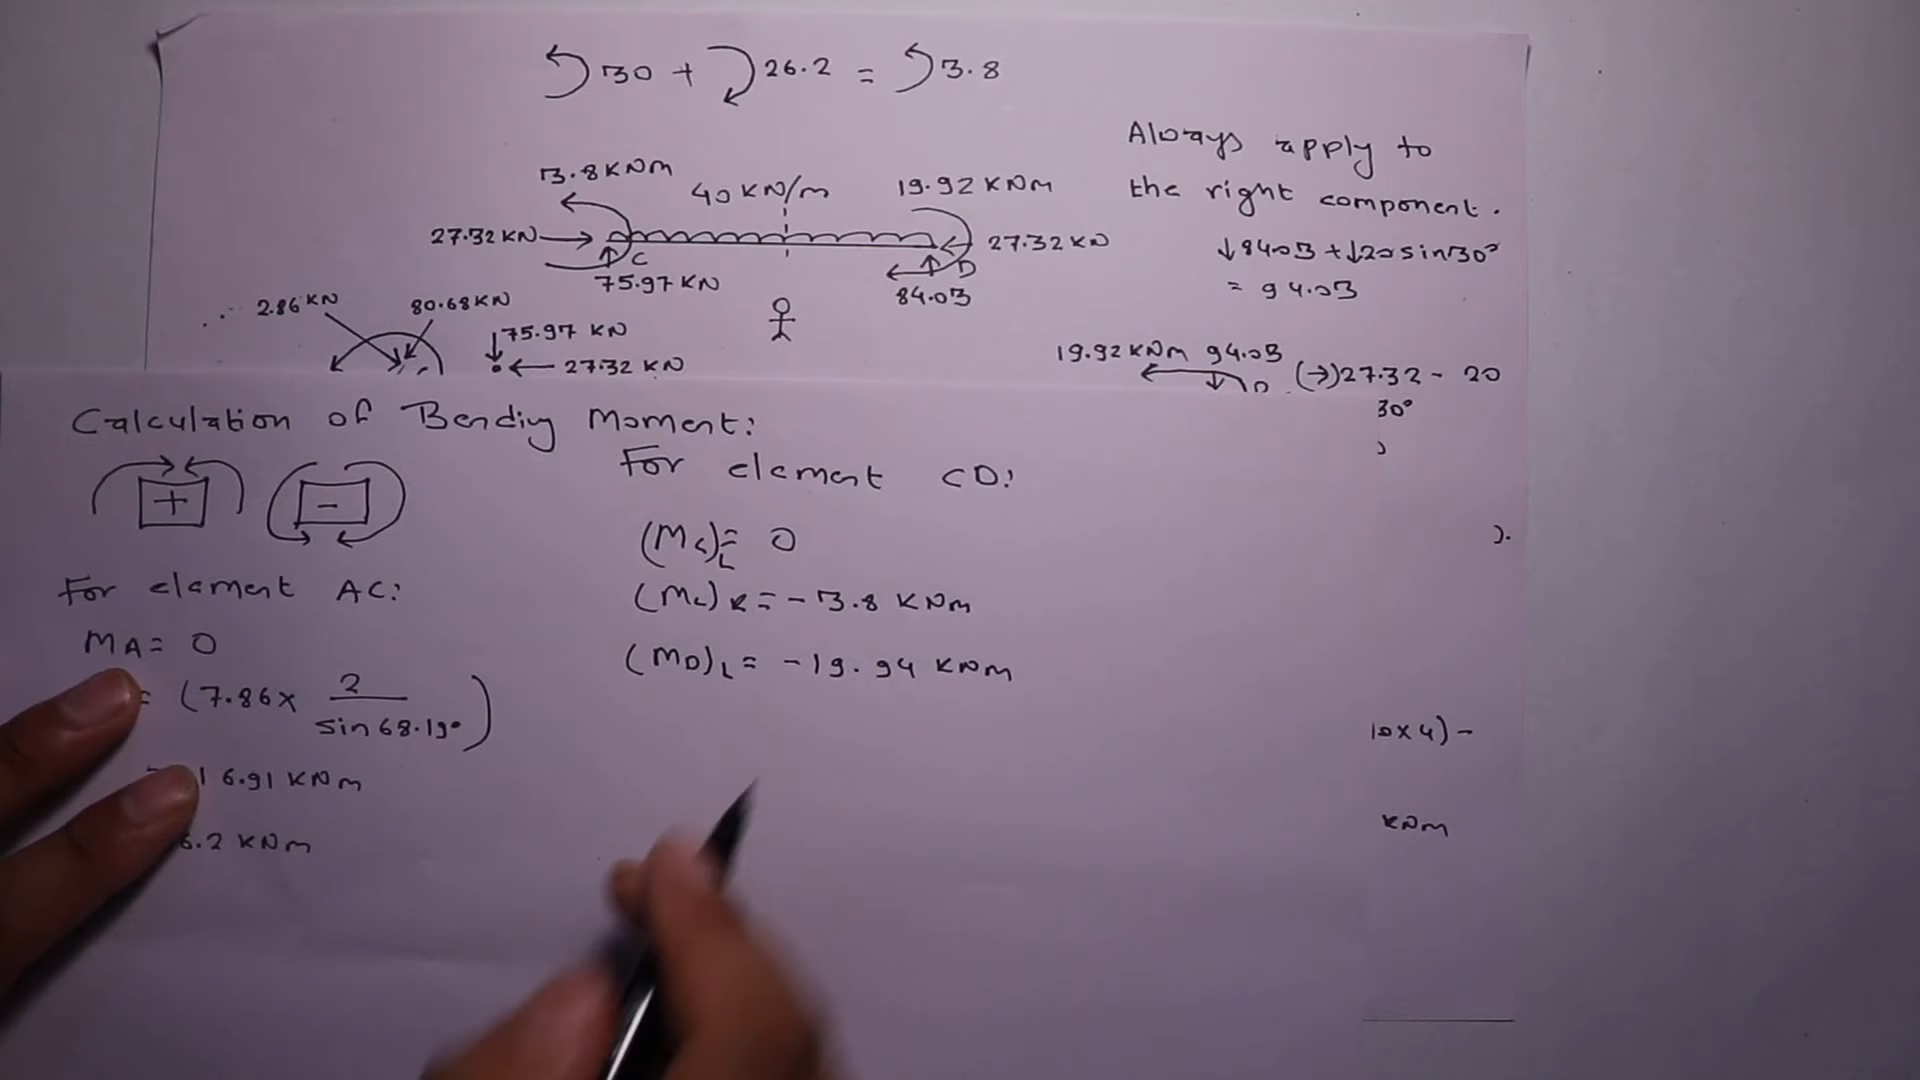 30 + 26.2 = 3.8
Always apply to
the right component.
↓84.03 + ↓20 sin30°
= 94.03
3.8 KNm
40 KN/m
19.92 KNm
27.32 KN
27.32 KN
C
D
75.97 KN
84.03
2.86 KN
80.68 KN
75.97 KN
27.32 KN
19.92 KNm 94.03
(→)27.32 - 20
30°
Calculation of Bending Moment:
+
-
For element AC:
MA = 0
= (7.86 x 2 / sin 68.19°)
16.91 KNm
6.2 KNm
For element CD:
(Mc)L = 0
(Mc)R = -3.8 KNm
(MD)L = -19.94 KNm
).
10x4) -
KNm